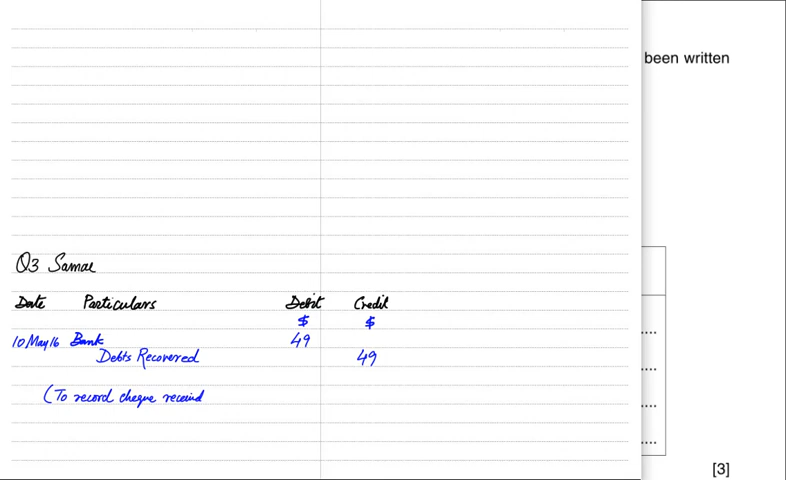 been written
Q3 Samar
Date Particulars Debit Credit
$ $
10 May 16 Bank 49
Debts Recovered 49
(To record cheque received
....
....
....
....
[3]